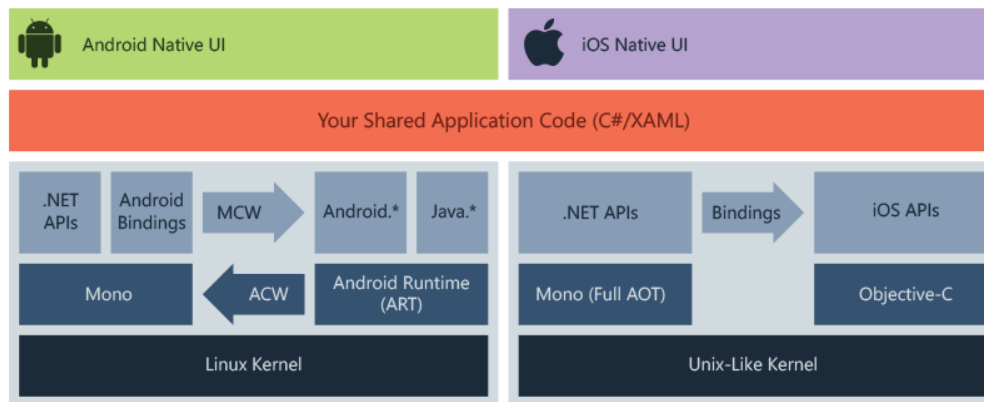 Android Native UI
iOS Native UI
Your Shared Application Code (C#/XAML)
.NET
APIs
Android
Bindings
MCW
Android.*
Java.*
.NET APIs
Bindings
iOS APIs
Mono
ACW
Android Runtime
(ART)
Mono (Full AOT)
Objective-C
Linux Kernel
Unix-Like Kernel